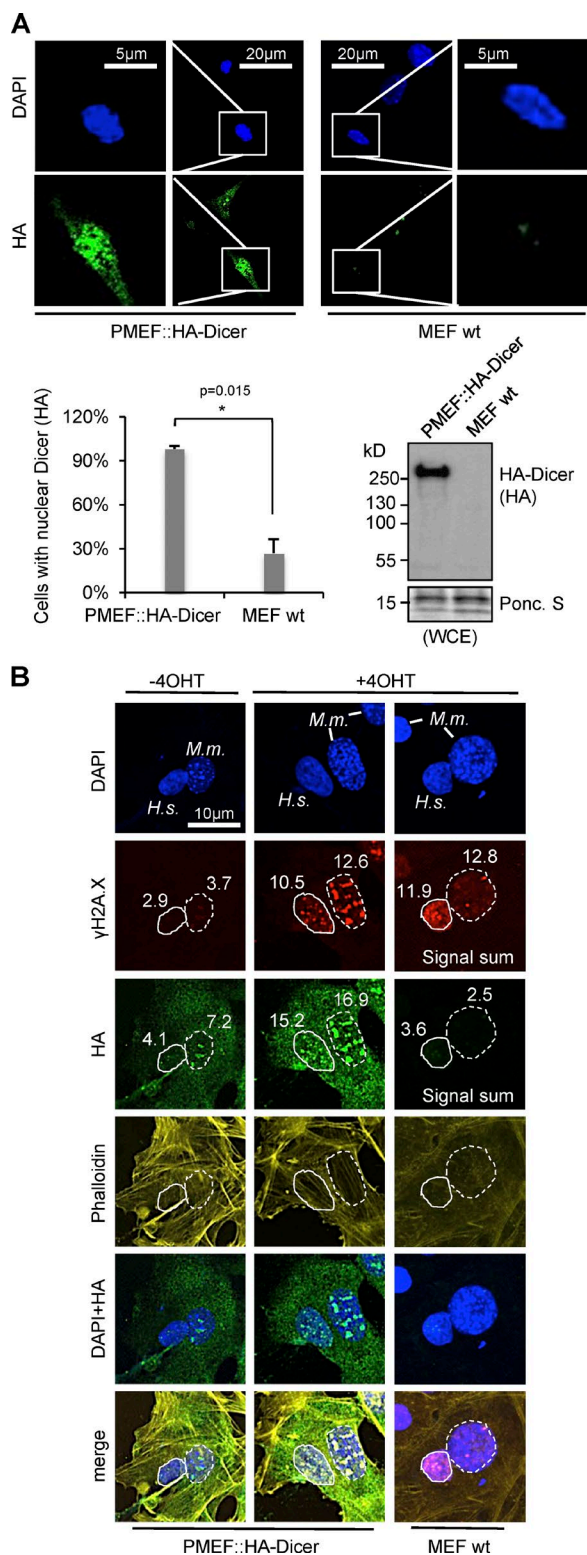 A
5µm 20µm 20µm 5µm
DAPI
HA
PMEF::HA-Dicer MEF wt
p=0.015
*
Cells with nuclear Dicer (HA)
120%
90%
60%
30%
0%
PMEF::HA-Dicer MEF wt
PMEF::HA-Dicer
MEF wt
kD
250
130
100
55
15
HA-Dicer
(HA)
Ponc. S
(WCE)
B
-4OHT +4OHT
DAPI
M.m. M.m. M.m.
H.s. H.s. H.s.
10µm
γH2A.X
2.9 3.7 10.5 12.6 11.9 12.8
Signal sum
HA
4.1 7.2 15.2 16.9 3.6 2.5
Signal sum
Phalloidin
DAPI+HA
merge
PMEF::HA-Dicer MEF wt